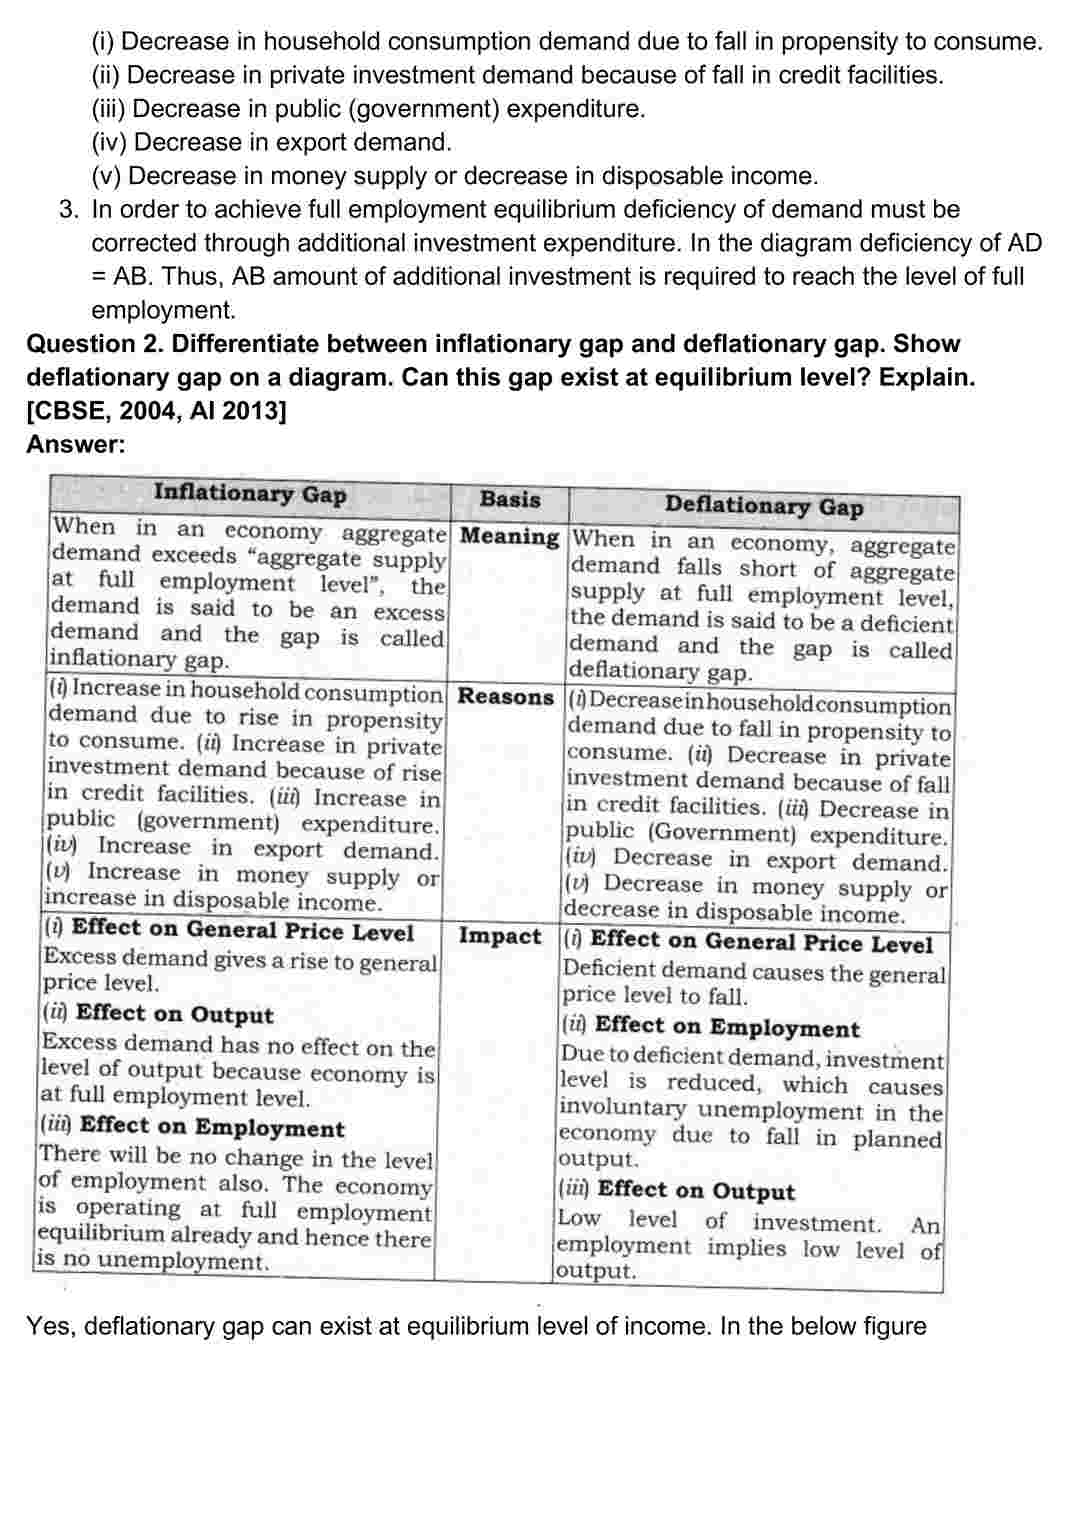 (i) Decrease in household consumption demand due to fall in propensity to consume.
(ii) Decrease in private investment demand because of fall in credit facilities.
(iii) Decrease in public (government) expenditure.
(iv) Decrease in export demand.
(v) Decrease in money supply or decrease in disposable income.
3. In order to achieve full employment equilibrium deficiency of demand must be
corrected through additional investment expenditure. In the diagram deficiency of AD
= AB. Thus, AB amount of additional investment is required to reach the level of full
employment.
Question 2. Differentiate between inflationary gap and deflationary gap. Show
deflationary gap on a diagram. Can this gap exist at equilibrium level? Explain.
[CBSE, 2004, AI 2013]
Answer:
Inflationary Gap
Basis
Deflationary Gap
When in an economy aggregate
demand exceeds “aggregate supply
at full employment level”, the
demand is said to be an excess
demand and the gap is called
inflationary gap.
Meaning
When in an economy, aggregate
demand falls short of aggregate
supply at full employment level,
the demand is said to be a deficient
demand and the gap is called
deflationary gap.
(i) Increase in household consumption
demand due to rise in propensity
to consume. (ii) Increase in private
investment demand because of rise
in credit facilities. (iii) Increase in
public (government) expenditure.
(iv) Increase in export demand.
(v) Increase in money supply or
increase in disposable income.
Reasons
(i) Decrease in household consumption
demand due to fall in propensity to
consume. (ii) Decrease in private
investment demand because of fall
in credit facilities. (iii) Decrease in
public (Government) expenditure.
(iv) Decrease in export demand.
(v) Decrease in money supply or
decrease in disposable income.
(i) Effect on General Price Level
Excess demand gives a rise to general
price level.
(ii) Effect on Output
Excess demand has no effect on the
level of output because economy is
at full employment level.
(iii) Effect on Employment
There will be no change in the level
of employment also. The economy
is operating at full employment
equilibrium already and hence there
is no unemployment.
Impact
(i) Effect on General Price Level
Deficient demand causes the general
price level to fall.
(ii) Effect on Employment
Due to deficient demand, investment
level is reduced, which causes
involuntary unemployment in the
economy due to fall in planned
output.
(iii) Effect on Output
Low level of investment. An
employment implies low level of
output.
Yes, deflationary gap can exist at equilibrium level of income. In the below figure